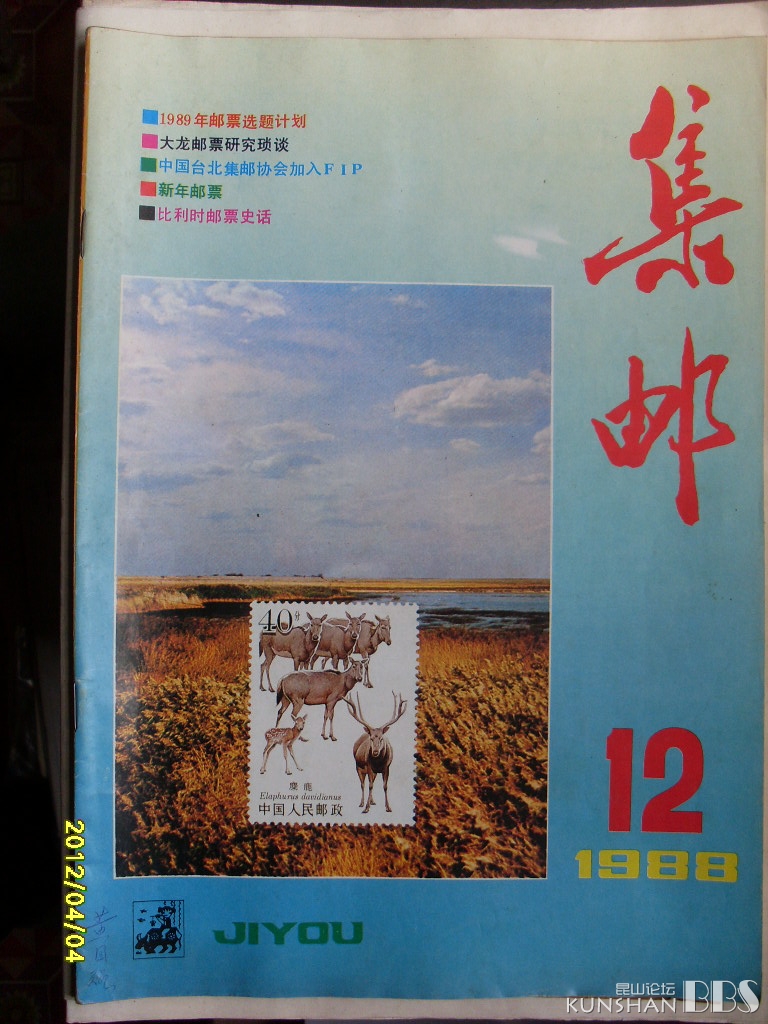 1989年邮票选题计划
大龙邮票研究琐谈
中国台北集邮协会加入FIP
新年邮票
比利时邮票史话
集邮
40分
麋鹿
Elaphurus davidianus
中国人民邮政
12
1988
JIYOU
2012/04/04
昆山论坛
KUNSHAN BBS